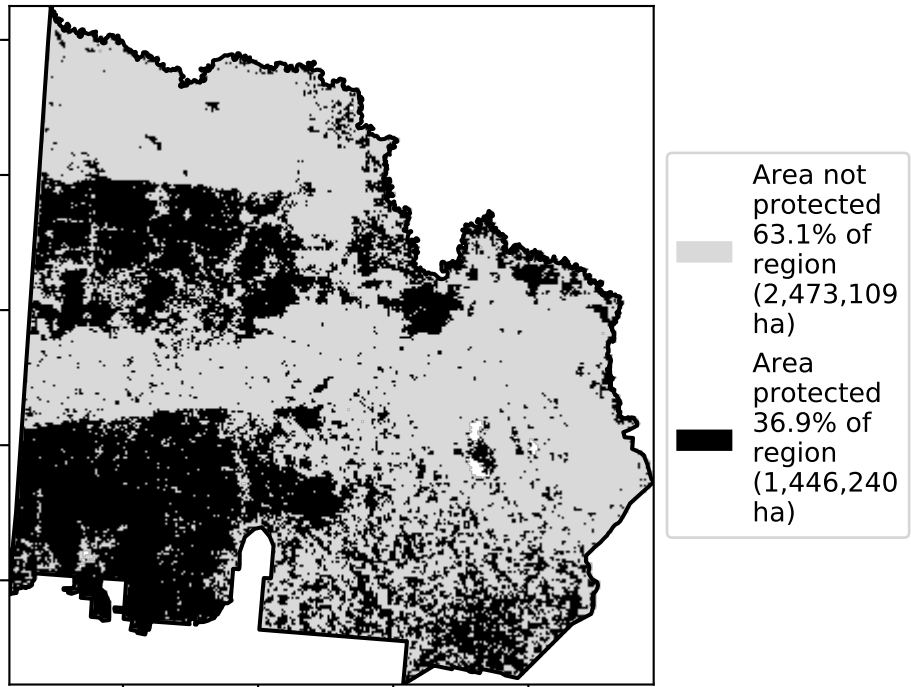 Area not
protected
63.1% of
region
(2,473,109
ha)
Area
protected
36.9% of
region
(1,446,240
ha)